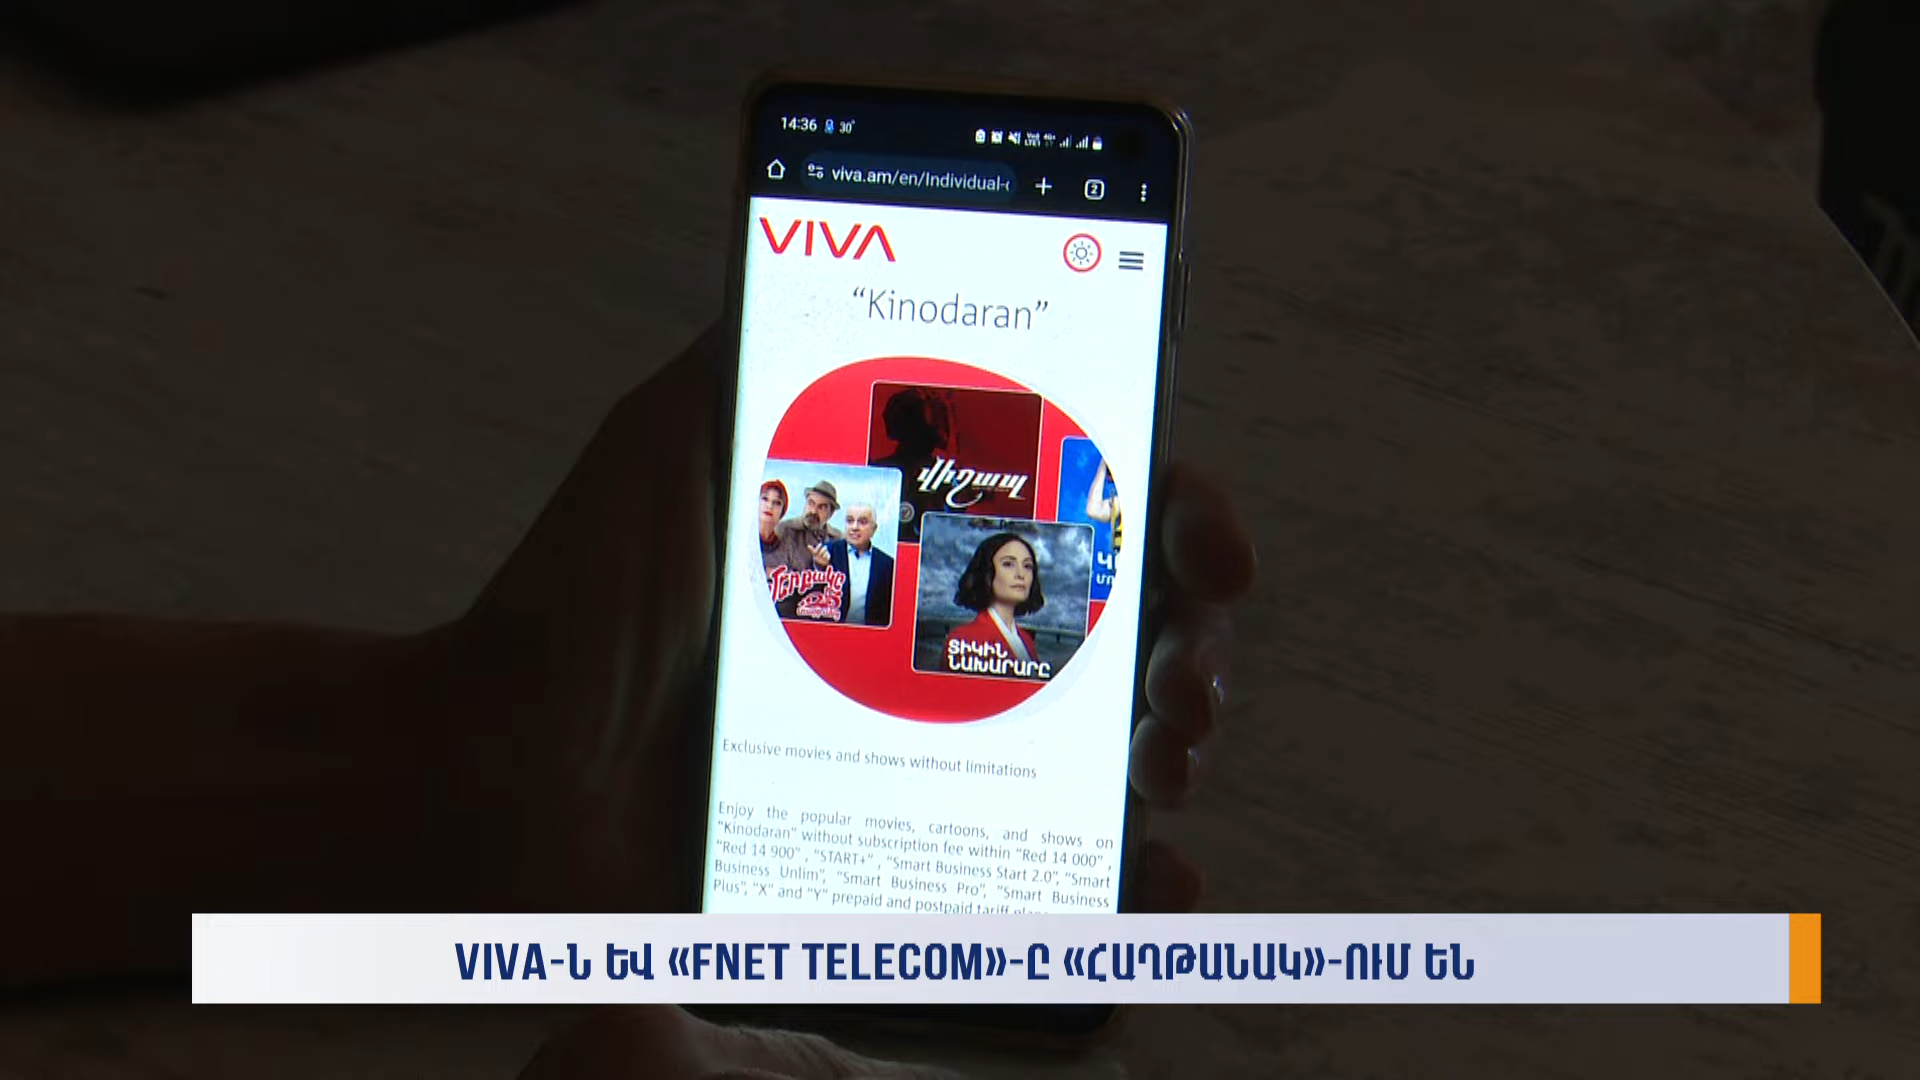 14:36 30°
viva.am/en/Individual-
2
VIVA
“Kinodaran”
Վիշապ
Մեր բակը
ՏԻԿԻՆ
ՆԱԽԱՐԱՐԸ
Exclusive movies and shows without limitations
Enjoy the popular movies, cartoons, and shows on
“Kinodaran” without subscription fee within “Red 14 000” ,
“Red 14 900” , “START+” , “Smart Business Start 2.0”, “Smart
Business Unlim”, “Smart Business Pro”, “Smart Business
Plus”, “X” and “Y” prepaid and postpaid tariff
VIVA-Ն ԵՎ «FNET TELECOM»-Ը «ՀԱՂԹԱՆԱԿ»-ՈՒՄ ԵՆ